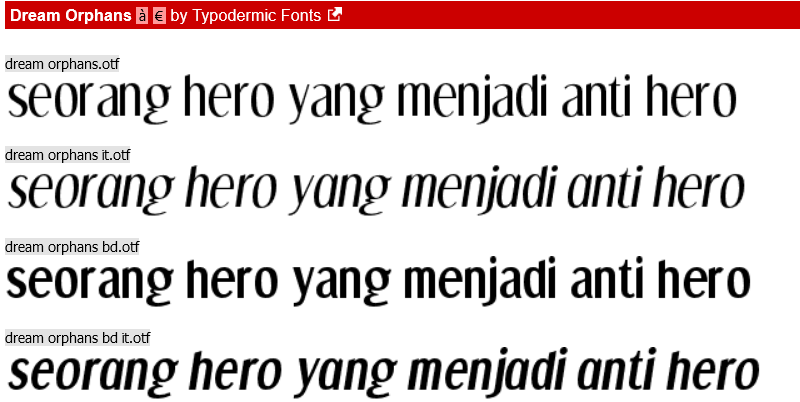 Dream Orphans à € by Typodermic Fonts
dream orphans.otf
seorang hero yang menjadi anti hero
dream orphans it.otf
seorang hero yang menjadi anti hero
dream orphans bd.otf
seorang hero yang menjadi anti hero
dream orphans bd it.otf
seorang hero yang menjadi anti hero